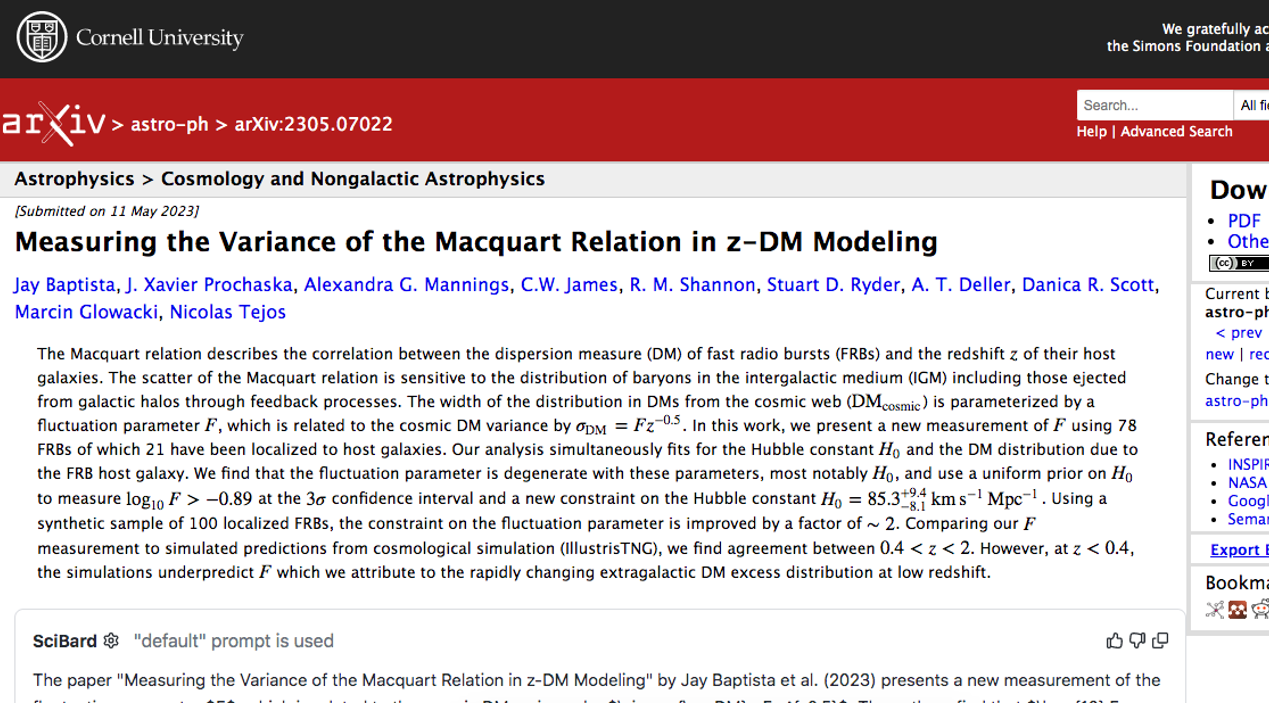 Cornell University
We gratefully ac
the Simons Foundation a
arXiv > astro-ph > arXiv:2305.07022
Search...
All fi
Help | Advanced Search
Astrophysics > Cosmology and Nongalactic Astrophysics
[Submitted on 11 May 2023]
Measuring the Variance of the Macquart Relation in z-DM Modeling
Jay Baptista, J. Xavier Prochaska, Alexandra G. Mannings, C.W. James, R. M. Shannon, Stuart D. Ryder, A. T. Deller, Danica R. Scott,
Marcin Glowacki, Nicolas Tejos
The Macquart relation describes the correlation between the dispersion measure (DM) of fast radio bursts (FRBs) and the redshift z of their host
galaxies. The scatter of the Macquart relation is sensitive to the distribution of baryons in the intergalactic medium (IGM) including those ejected
from galactic halos through feedback processes. The width of the distribution in DMs from the cosmic web (DM_cosmic) is parameterized by a
fluctuation parameter F, which is related to the cosmic DM variance by σ_DM = Fz^−0.5. In this work, we present a new measurement of F using 78
FRBs of which 21 have been localized to host galaxies. Our analysis simultaneously fits for the Hubble constant H_0 and the DM distribution due to
the FRB host galaxy. We find that the fluctuation parameter is degenerate with these parameters, most notably H_0, and use a uniform prior on H_0
to measure log_10 F > −0.89 at the 3σ confidence interval and a new constraint on the Hubble constant H_0 = 85.3^+9.4_−8.1 km s^−1 Mpc^−1. Using a
synthetic sample of 100 localized FRBs, the constraint on the fluctuation parameter is improved by a factor of ~ 2. Comparing our F
measurement to simulated predictions from cosmological simulation (IllustrisTNG), we find agreement between 0.4 < z < 2. However, at z < 0.4,
the simulations underpredict F which we attribute to the rapidly changing extragalactic DM excess distribution at low redshift.
SciBard "default" prompt is used
The paper "Measuring the Variance of the Macquart Relation in z-DM Modeling" by Jay Baptista et al. (2023) presents a new measurement of the
Dow
PDF
Othe
(cc) BY
Current b
astro-ph
< prev
new | rec
Change t
astro-ph
Referen
INSPIR
NASA
Googl
Seman
Export B
Bookma